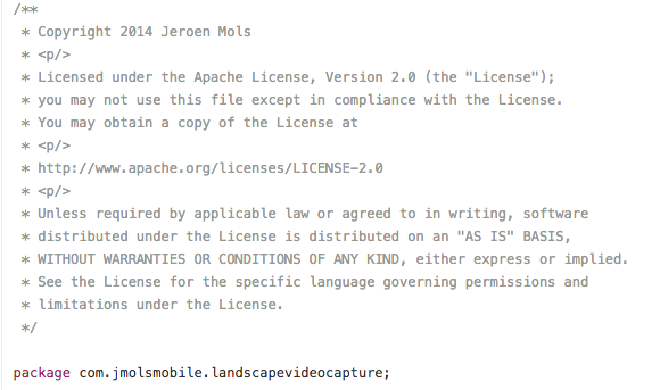 /**
 * Copyright 2014 Jeroen Mols
 * <p/>
 * Licensed under the Apache License, Version 2.0 (the "License");
 * you may not use this file except in compliance with the License.
 * You may obtain a copy of the License at
 * <p/>
 * http://www.apache.org/licenses/LICENSE-2.0
 * <p/>
 * Unless required by applicable law or agreed to in writing, software
 * distributed under the License is distributed on an "AS IS" BASIS,
 * WITHOUT WARRANTIES OR CONDITIONS OF ANY KIND, either express or implied.
 * See the License for the specific language governing permissions and
 * limitations under the License.
 */
package com.jmolsmobile.landscapevideocapture;